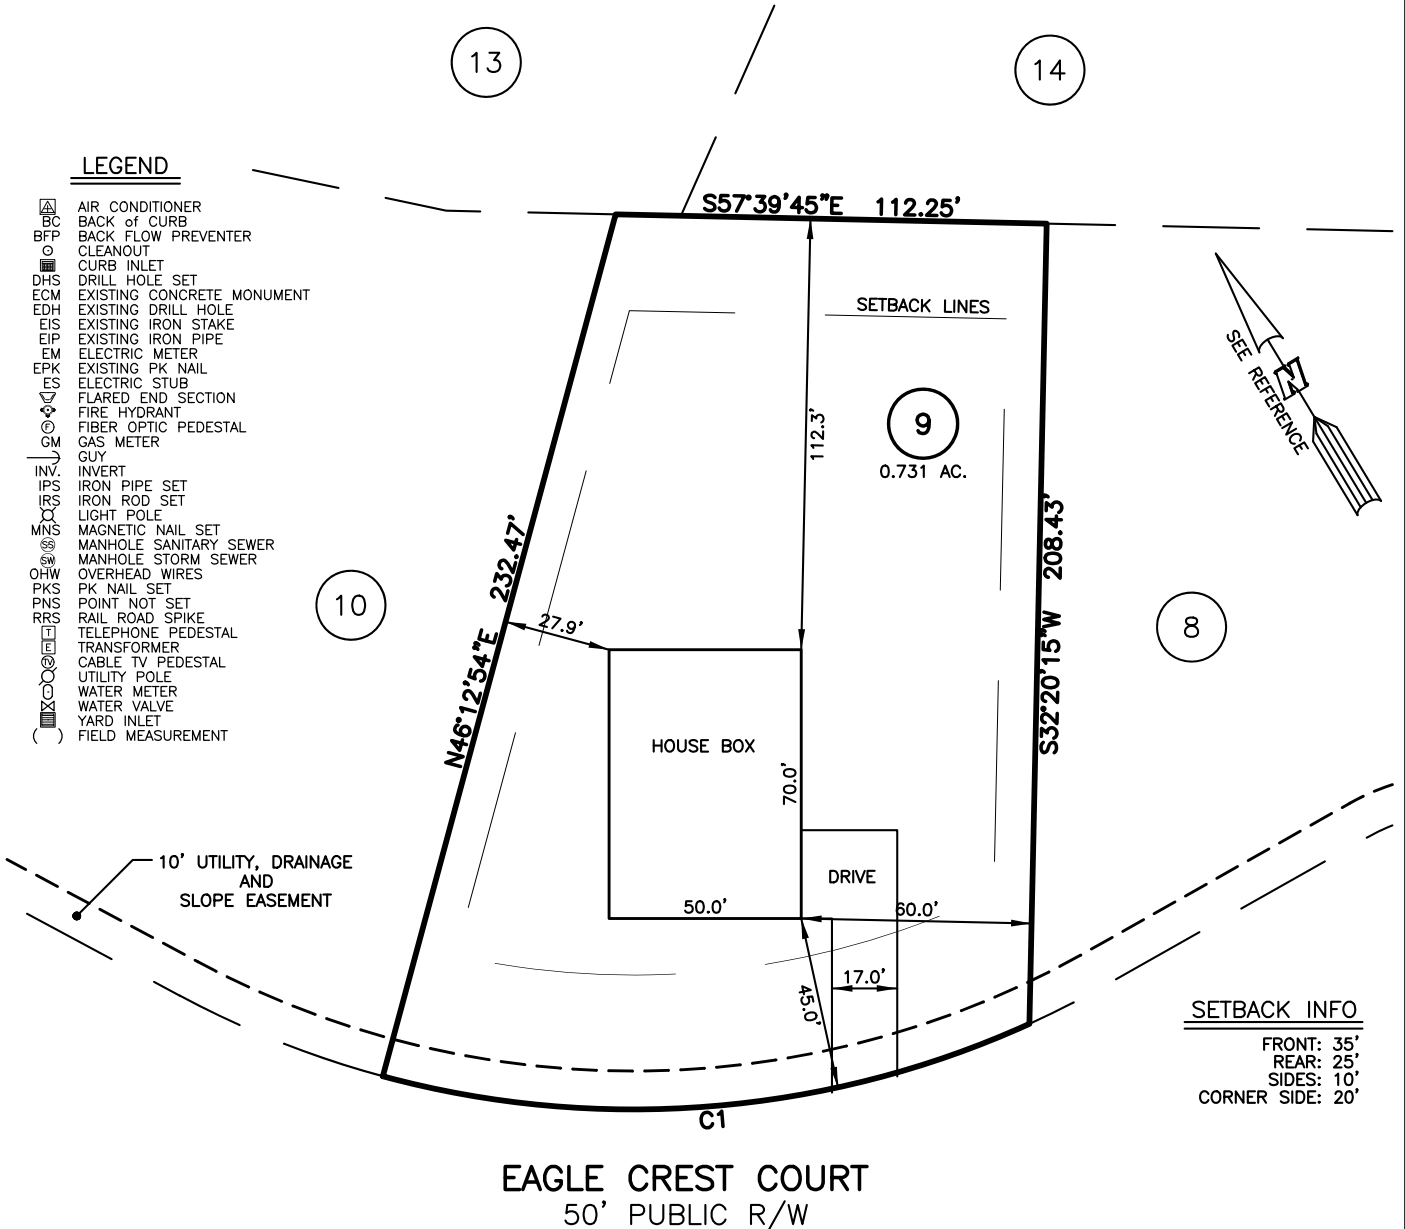 13
14
LEGEND
AIR CONDITIONER
BC BACK of CURB
BFP BACK FLOW PREVENTER
CLEANOUT
CURB INLET
DHS DRILL HOLE SET
ECM EXISTING CONCRETE MONUMENT
EDH EXISTING DRILL HOLE
EIS EXISTING IRON STAKE
EIP EXISTING IRON PIPE
EM ELECTRIC METER
EPK EXISTING PK NAIL
ES ELECTRIC STUB
FLARED END SECTION
FIRE HYDRANT
F FIBER OPTIC PEDESTAL
GM GAS METER
GUY
INV. INVERT
IPS IRON PIPE SET
IRS IRON ROD SET
LIGHT POLE
MNS MAGNETIC NAIL SET
SS MANHOLE SANITARY SEWER
SW MANHOLE STORM SEWER
OHW OVERHEAD WIRES
PKS PK NAIL SET
PNS POINT NOT SET
RRS RAIL ROAD SPIKE
T TELEPHONE PEDESTAL
E TRANSFORMER
TV CABLE TV PEDESTAL
UTILITY POLE
WATER METER
WATER VALVE
YARD INLET
( ) FIELD MEASUREMENT
S57°39'45"E 112.25'
SETBACK LINES
112.3'
9
0.731 AC.
SEE REFERENCE
N
N46°12'54"E 232.47'
S32°20'15"W 208.43'
10
8
27.9'
HOUSE BOX
70.0'
50.0'
DRIVE
60.0'
45.0'
17.0'
10' UTILITY, DRAINAGE
AND
SLOPE EASEMENT
C1
SETBACK INFO
FRONT: 35'
REAR: 25'
SIDES: 10'
CORNER SIDE: 20'
EAGLE CREST COURT
50' PUBLIC R/W